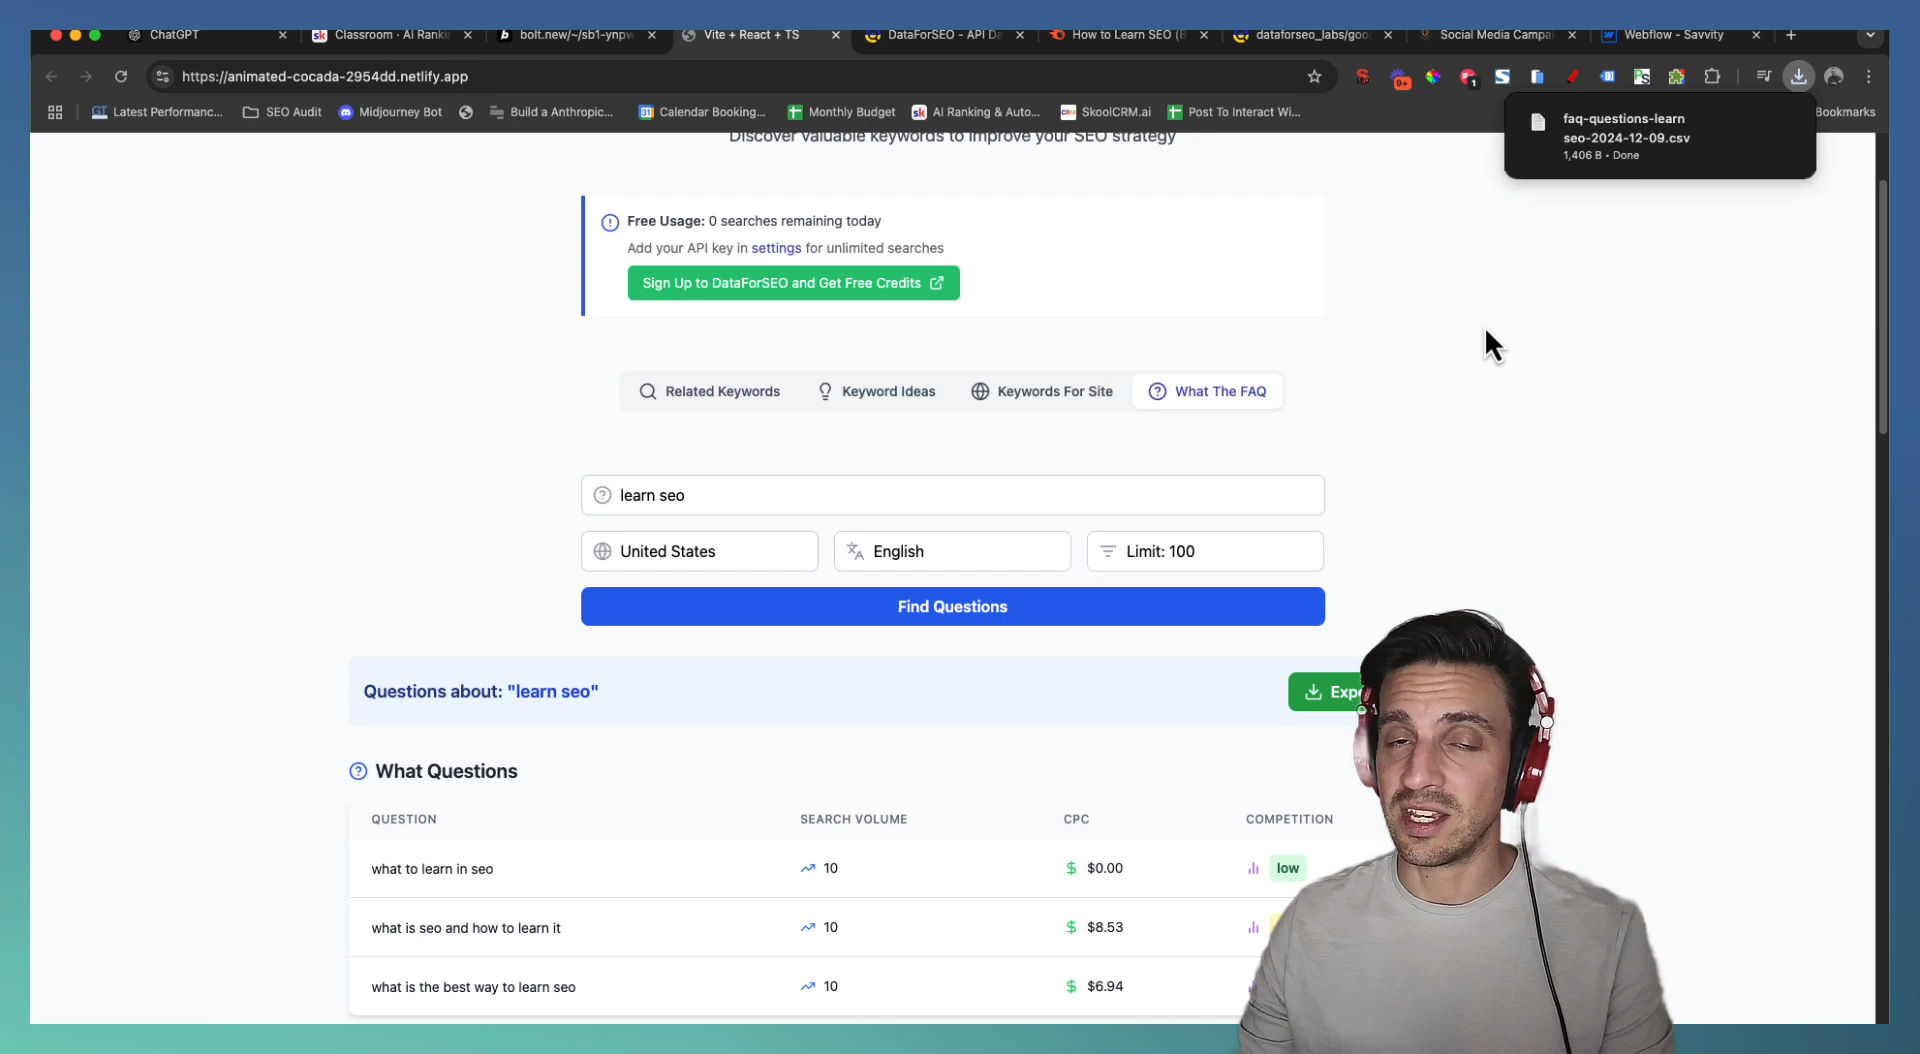 ChatGPT
Classroom · AI Rankin
bolt.new/~/sb1-ynpw
Vite + React + TS
DataForSEO - API Da
How to Learn SEO (B
dataforseo_labs/goo
Social Media Campai
Webflow - Savvity
https://animated-cocada-2954dd.netlify.app
9+
1
Latest Performanc...
SEO Audit
Midjourney Bot
Build a Anthropic...
Calendar Booking...
Monthly Budget
AI Ranking & Auto...
SkoolCRM.ai
Post To Interact Wi...
Bookmarks
faq-questions-learn
seo-2024-12-09.csv
1,406 B • Done
Discover valuable keywords to improve your SEO strategy
Free Usage: 0 searches remaining today
Add your API key in settings for unlimited searches
Sign Up to DataForSEO and Get Free Credits
Related Keywords
Keyword Ideas
Keywords For Site
What The FAQ
learn seo
United States
English
Limit: 100
Find Questions
Questions about: "learn seo"
Expo
What Questions
QUESTION SEARCH VOLUME CPC COMPETITION
what to learn in seo 10 $ $0.00 low
what is seo and how to learn it 10 $ $8.53
what is the best way to learn seo 10 $ $6.94